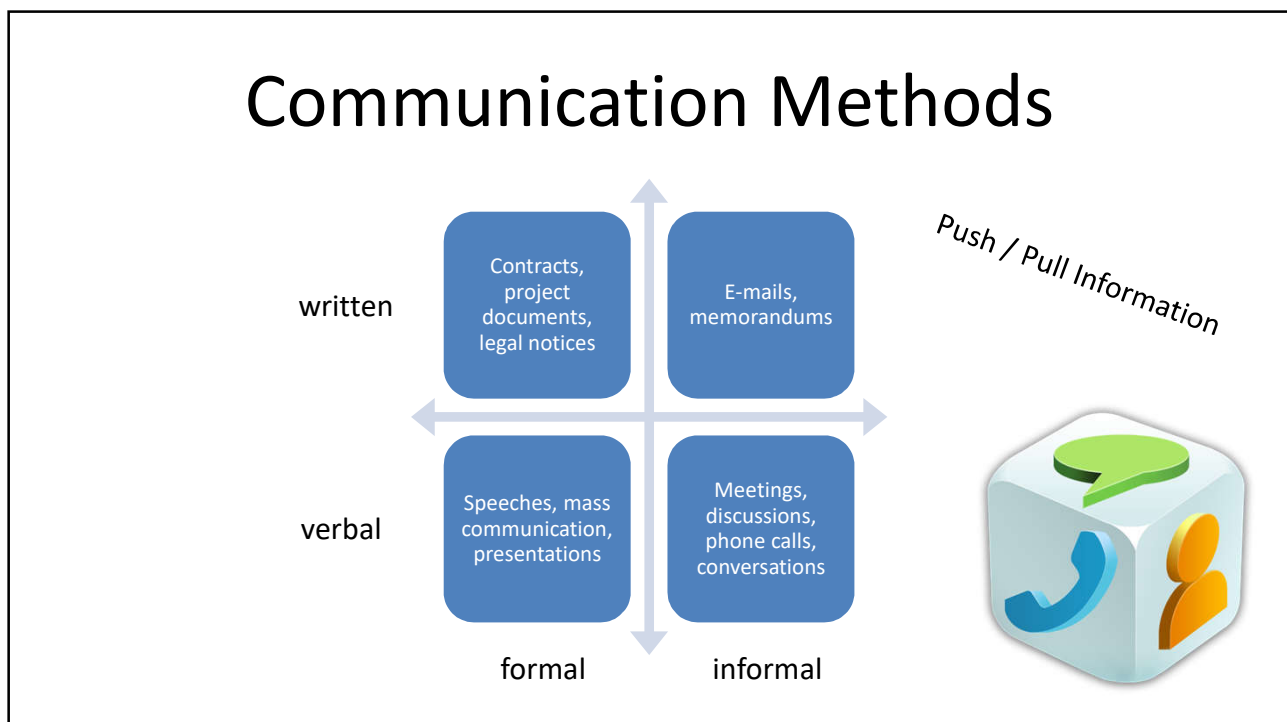 Communication Methods
Push / Pull Information
written
Contracts,
project
documents,
legal notices
E-mails,
memorandums
verbal
Speeches, mass
communication,
presentations
Meetings,
discussions,
phone calls,
conversations
formal
informal